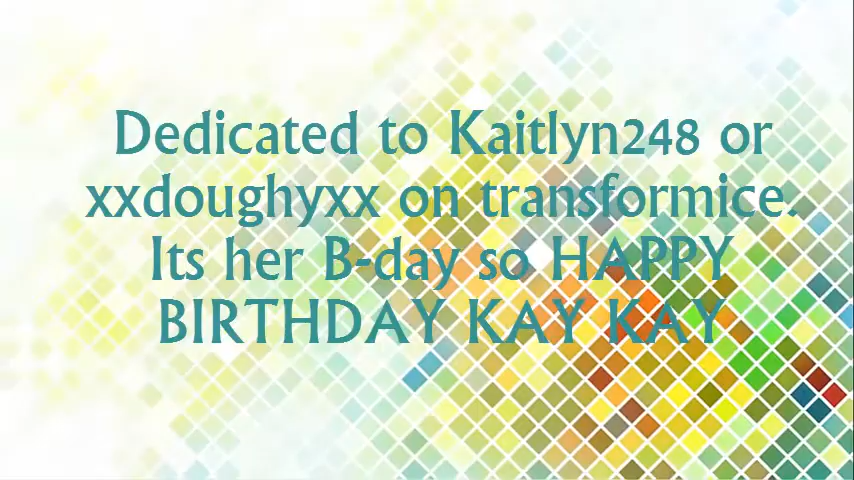 Dedicated to Kaitlyn248 or
xxdoughyxx on transformice.
Its her B-day so HAPPY
BIRTHDAY KAY KAY